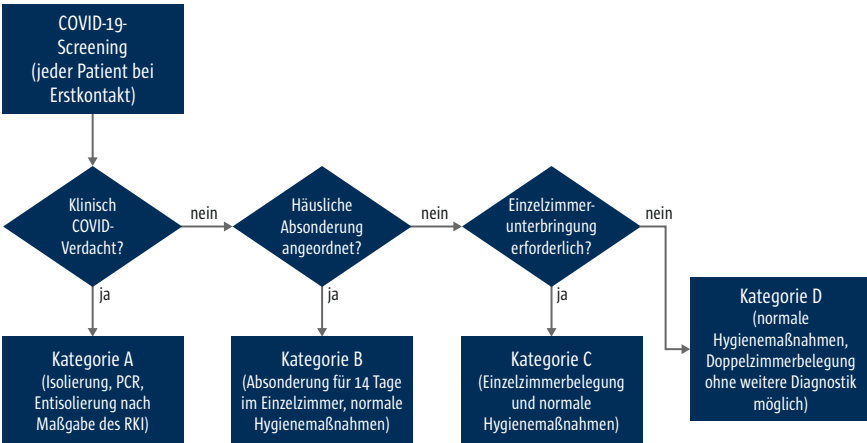 COVID-19-
Screening
(jeder Patient bei
Erstkontakt)
Klinisch
COVID-
Verdacht?
nein
Häusliche
Absonderung
angeordnet?
nein
Einzelzimmer-
unterbringung
erforderlich?
nein
ja
ja
ja
Kategorie A
(Isolierung, PCR,
Entisolierung nach
Maßgabe des RKI)
Kategorie B
(Absonderung für 14 Tage
im Einzelzimmer, normale
Hygienemaßnahmen)
Kategorie C
(Einzelzimmerbelegung
und normale
Hygienemaßnahmen)
Kategorie D
(normale
Hygienemaßnahmen,
Doppelzimmerbelegung
ohne weitere Diagnostik
möglich)